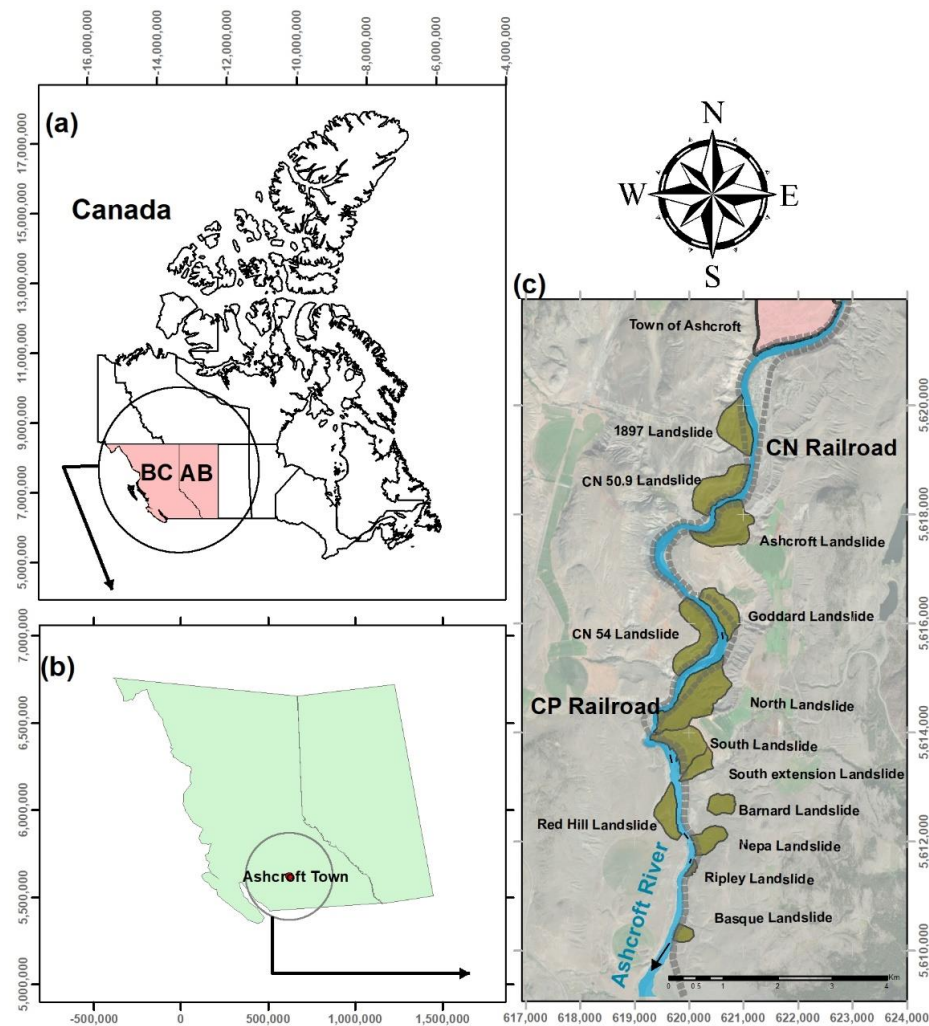 -16,000,000
-14,000,000
-12,000,000
-10,000,000
-8,000,000
-6,000,000
-4,000,000
(a)
Canada
17,000,000
15,000,000
13,000,000
11,000,000
9,000,000
7,000,000
5,000,000
BC AB
N
W E
S
(b)
7,000,000
6,500,000
6,000,000
5,500,000
5,000,000
Ashcroft Town
-500,000 0 500,000 1,000,000 1,500,000
(c)
Town of Ashcroft
1897 Landslide
CN Railroad
CN 50.9 Landslide
Ashcroft Landslide
Goddard Landslide
CN 54 Landslide
CP Railroad
North Landslide
South Landslide
South extension Landslide
Barnard Landslide
Red Hill Landslide
Nepa Landslide
Ripley Landslide
Basque Landslide
Ashcroft River
Km
0 0.5 1 2 3 4
5,620,000
5,618,000
5,616,000
5,614,000
5,612,000
5,610,000
617,000 618,000 619,000 620,000 621,000 622,000 623,000 624,000